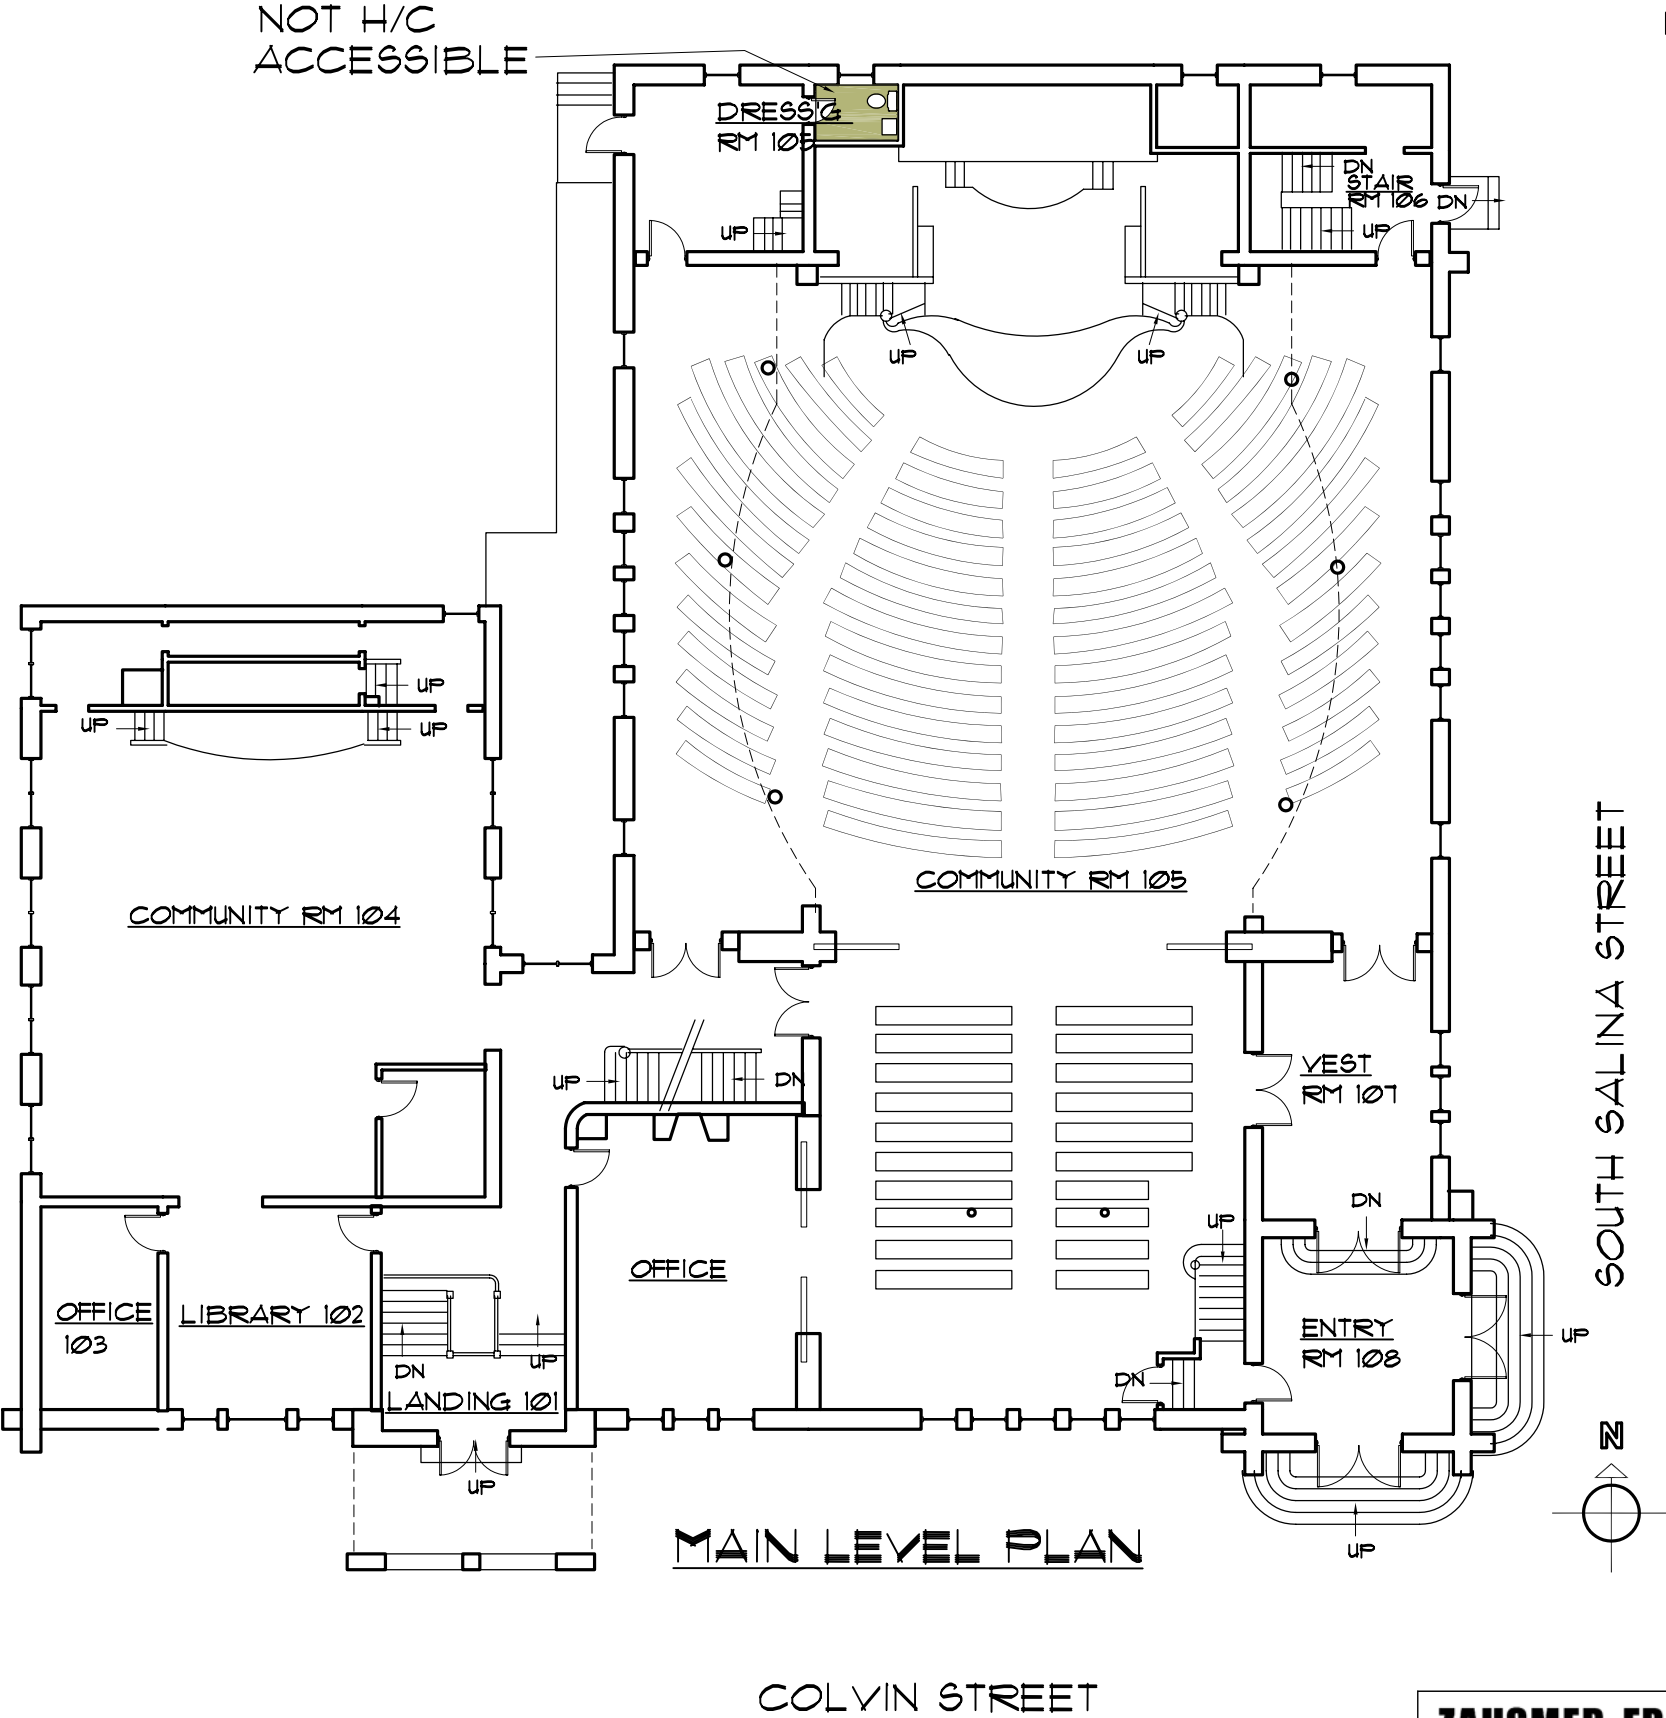 NOT H/C
ACCESSIBLE
DRESS'G
RM 105
DN
STAIR
RM 106
DN
UP
UP
UP
UP
UP
UP
UP
COMMUNITY RM 105
COMMUNITY RM 104
SOUTH SALINA STREET
VEST
RM 107
UP
DN
DN
UP
OFFICE
OFFICE
103
LIBRARY 102
ENTRY
RM 108
UP
DN
UP
DN
LANDING 101
UP
N
MAIN LEVEL PLAN
UP
COLVIN STREET